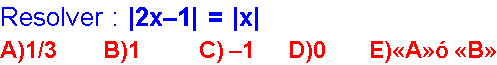 Resolver : |2x–1| = |x|
A)1/3 B)1 C) –1 D)0 E)«A»ó «B»